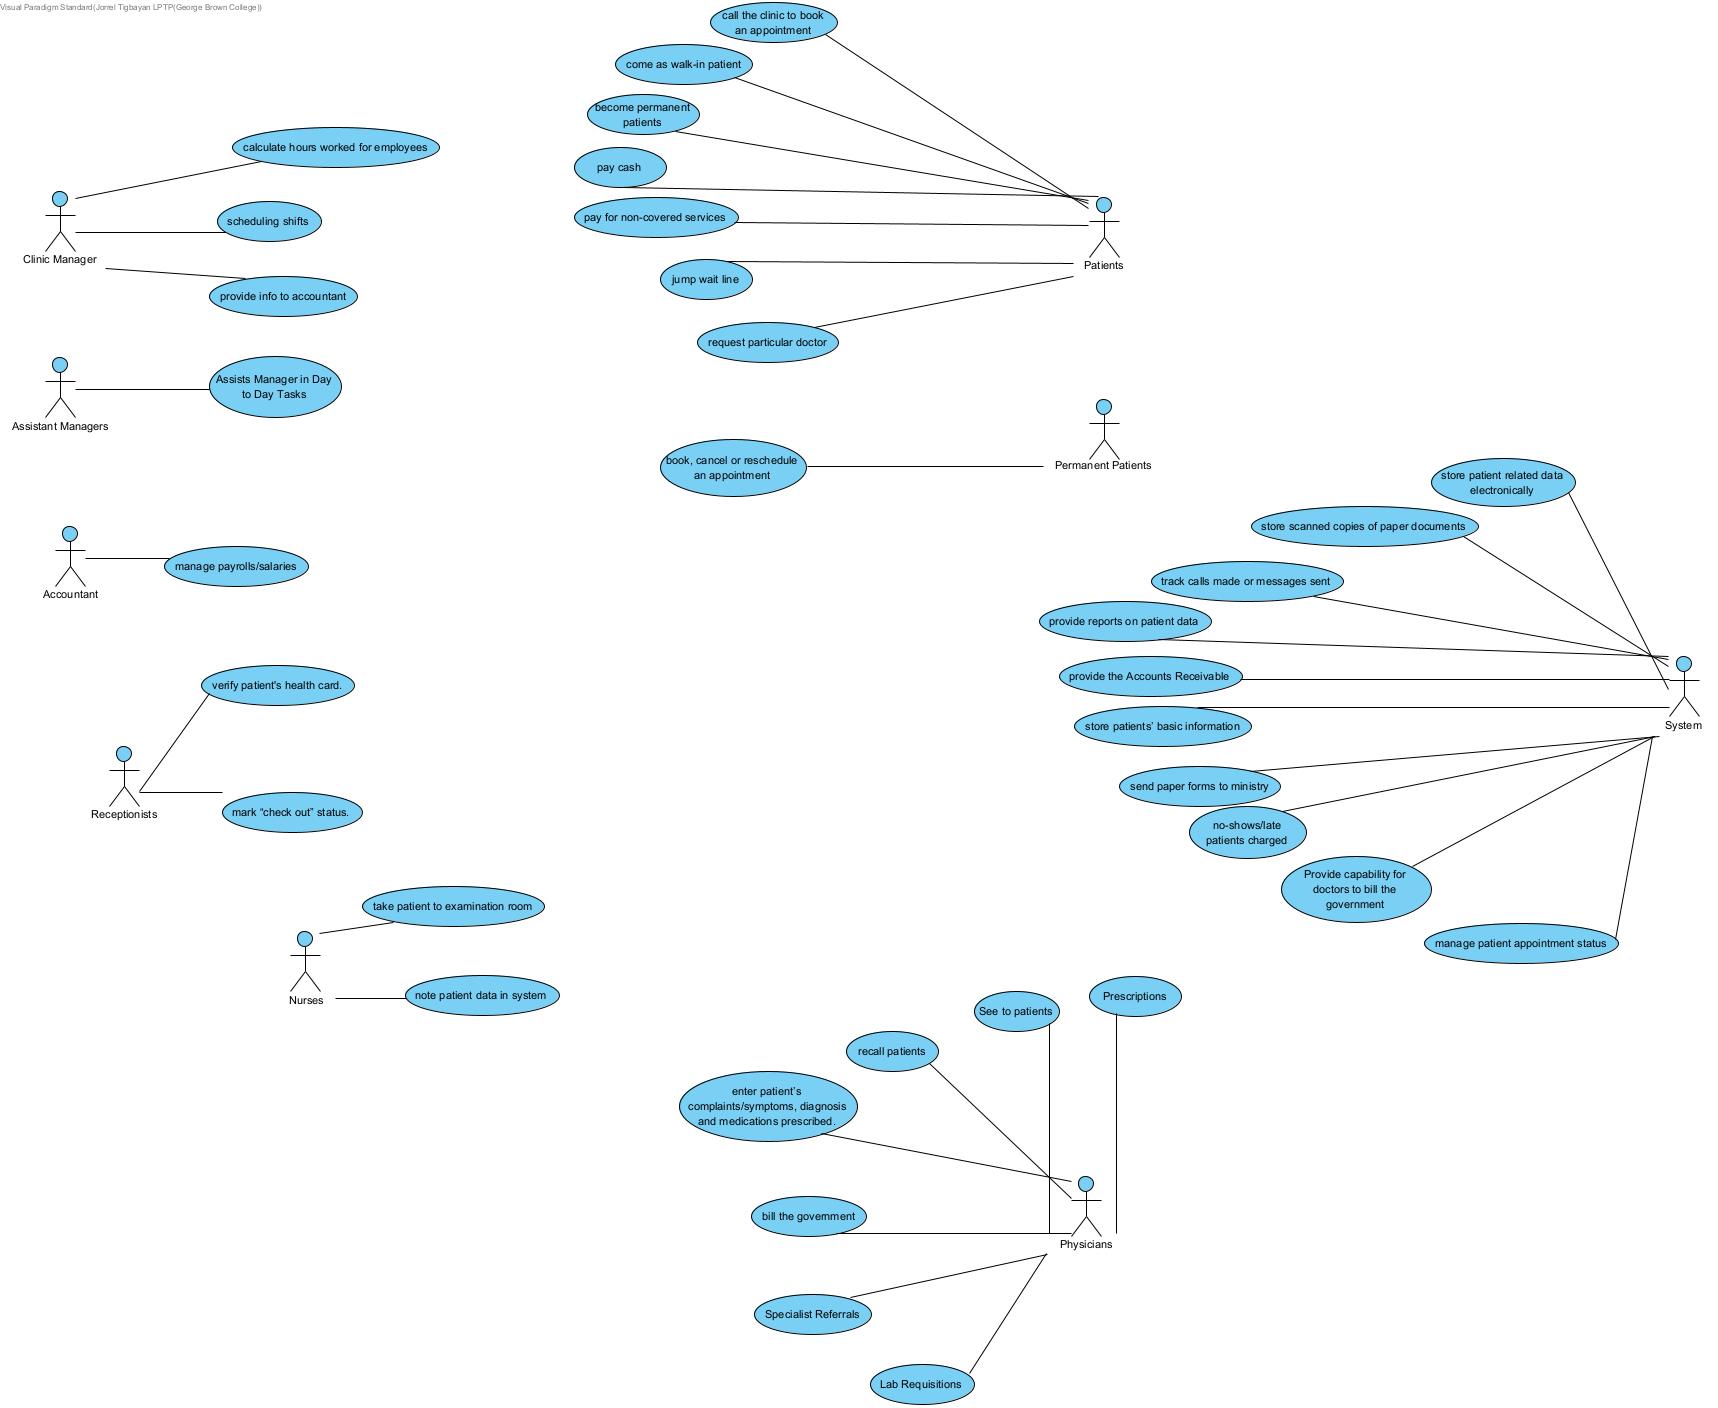 Visual Paradigm Standard(Jorrel Tigbayan LPTP(George Brown College))
call the clinic to book
an appointment
come as walk-in patient
become permanent
patients
pay cash
pay for non-covered services
jump wait line
request particular doctor
Patients
calculate hours worked for employees
scheduling shifts
provide info to accountant
Clinic Manager
Assists Manager in Day
to Day Tasks
Assistant Managers
book, cancel or reschedule
an appointment
Permanent Patients
manage payrolls/salaries
Accountant
store patient related data
electronically
store scanned copies of paper documents
track calls made or messages sent
provide reports on patient data
provide the Accounts Receivable
store patients’ basic information
System
send paper forms to ministry
no-shows/late
patients charged
Provide capability for
doctors to bill the
government
manage patient appointment status
verify patient's health card.
mark “check out” status.
Receptionists
take patient to examination room
note patient data in system
Nurses
Prescriptions
See to patients
recall patients
enter patient’s
complaints/symptoms, diagnosis
and medications prescribed.
bill the government
Physicians
Specialist Referrals
Lab Requisitions